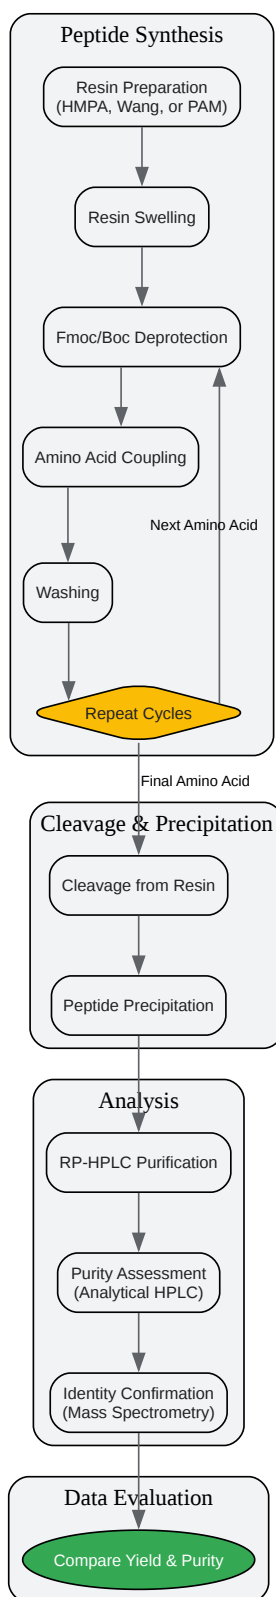 Peptide Synthesis
Resin Preparation
(HMPA, Wang, or PAM)
Resin Swelling
Fmoc/Boc Deprotection
Amino Acid Coupling
Next Amino Acid
Washing
Repeat Cycles
Final Amino Acid
Cleavage & Precipitation
Cleavage from Resin
Peptide Precipitation
Analysis
RP-HPLC Purification
Purity Assessment
(Analytical HPLC)
Identity Confirmation
(Mass Spectrometry)
Data Evaluation
Compare Yield & Purity